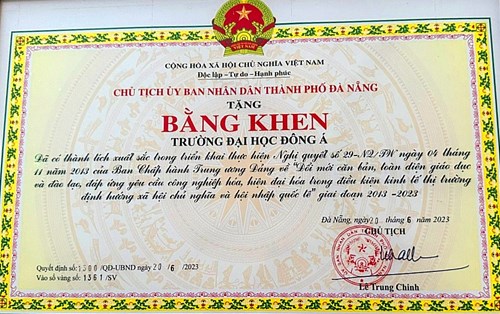 CỘNG HÒA XÃ HỘI CHỦ NGHĨA VIỆT NAM
Độc lập - Tự do - Hạnh phúc
CHỦ TỊCH ỦY BAN NHÂN DÂN THÀNH PHỐ ĐÀ NẴNG
TẶNG
BẰNG KHEN
TRƯỜNG ĐẠI HỌC ĐÔNG Á
Đã có thành tích xuất sắc trong triển khai thực hiện Nghị quyết số 29-NQ/TW ngày 04 tháng
11 năm 2013 của Ban Chấp hành Trung ương Đảng về "Đổi mới căn bản, toàn diện giáo dục
và đào tạo, đáp ứng yêu cầu công nghiệp hóa, hiện đại hóa trong điều kiện kinh tế thị trường
định hướng xã hội chủ nghĩa và hội nhập quốc tế" giai đoạn 2013 -2023
Đà Nẵng, ngày 20 tháng 6 năm 2023
CHỦ TỊCH
Quyết định số: 1300 /QĐ-UBND ngày 20 / 6 / 2023
Vào sổ vàng số: 1361 /SV
Lê Trung Chinh